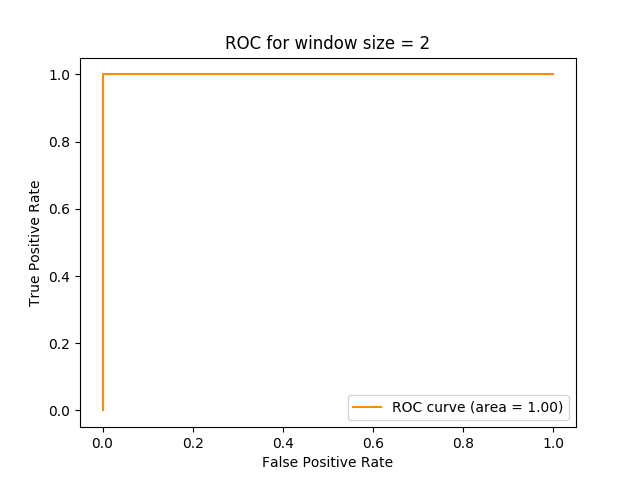 ROC for window size = 2
True Positive Rate
1.0
0.8
0.6
0.4
0.2
0.0
ROC curve (area = 1.00)
0.0 0.2 0.4 0.6 0.8 1.0
False Positive Rate